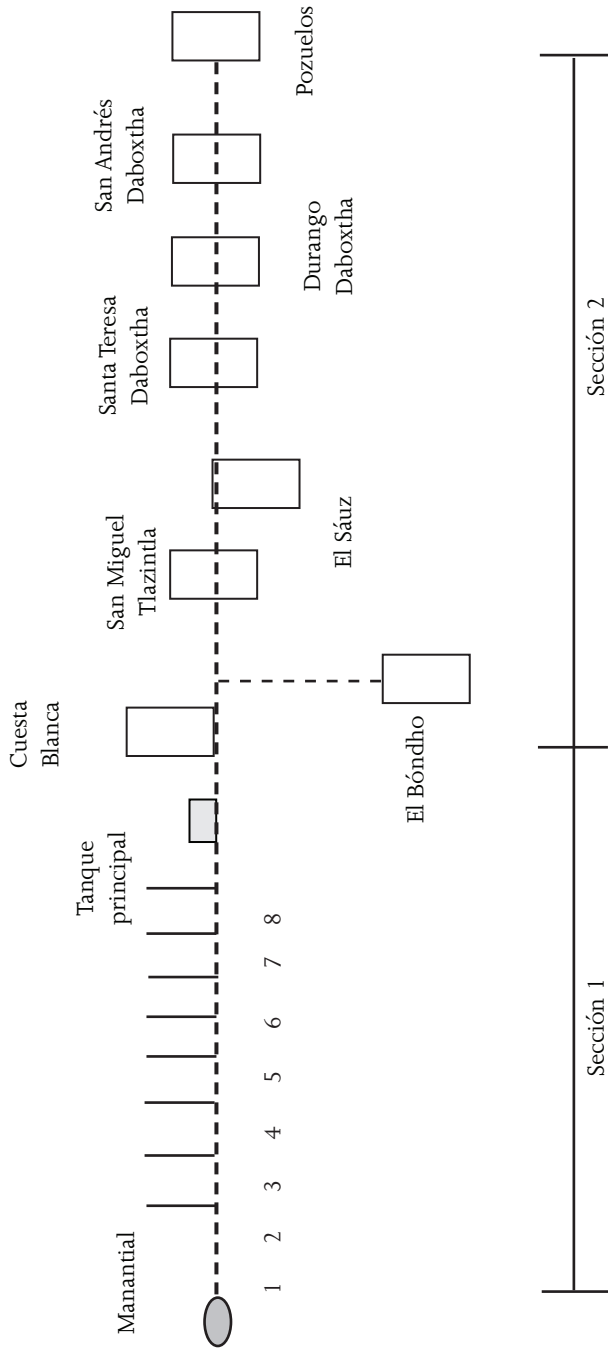 Manantial
Tanque
principal
Cuesta
Blanca
San Miguel
Tlazintla
Santa Teresa
Daboxtha
San Andrés
Daboxtha
1
2
3
4
5
6
7
8
El Bóndho
El Sáuz
Durango
Daboxtha
Pozuelos
Sección 1
Sección 2